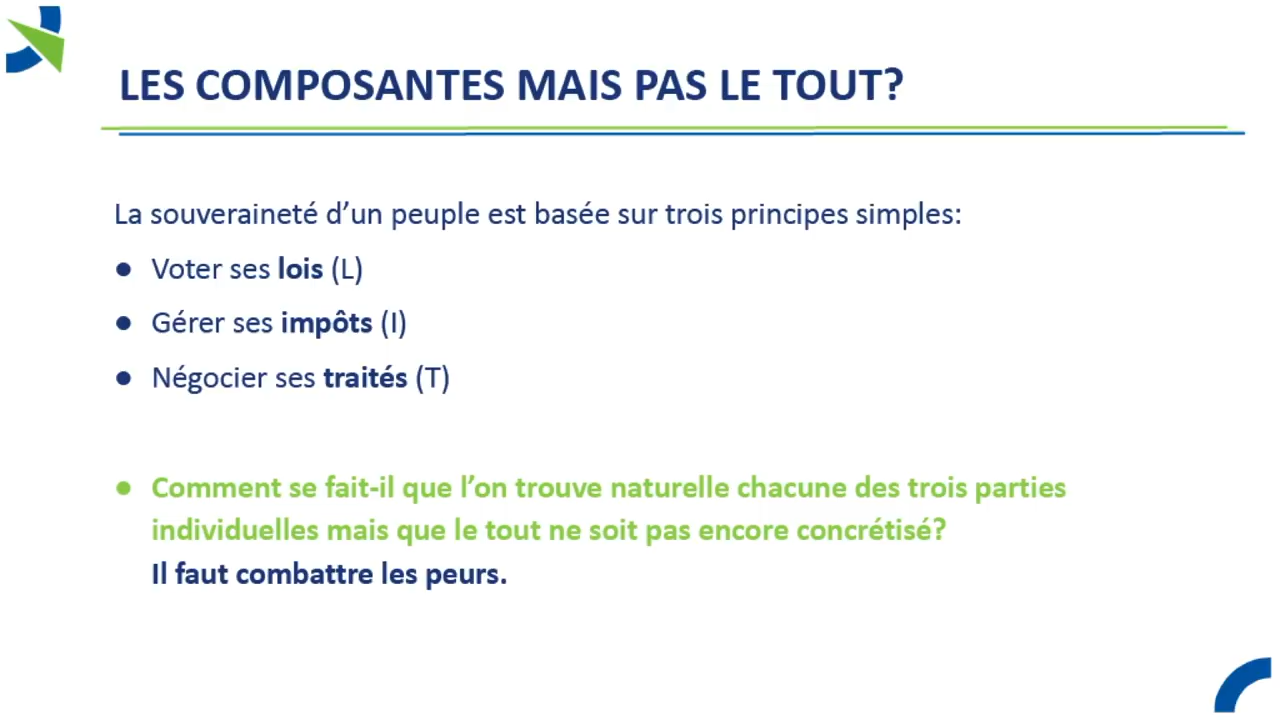 LES COMPOSANTES MAIS PAS LE TOUT?
La souveraineté d’un peuple est basée sur trois principes simples:
● Voter ses lois (L)
● Gérer ses impôts (I)
● Négocier ses traités (T)
● Comment se fait-il que l’on trouve naturelle chacune des trois parties
individuelles mais que le tout ne soit pas encore concrétisé?
Il faut combattre les peurs.